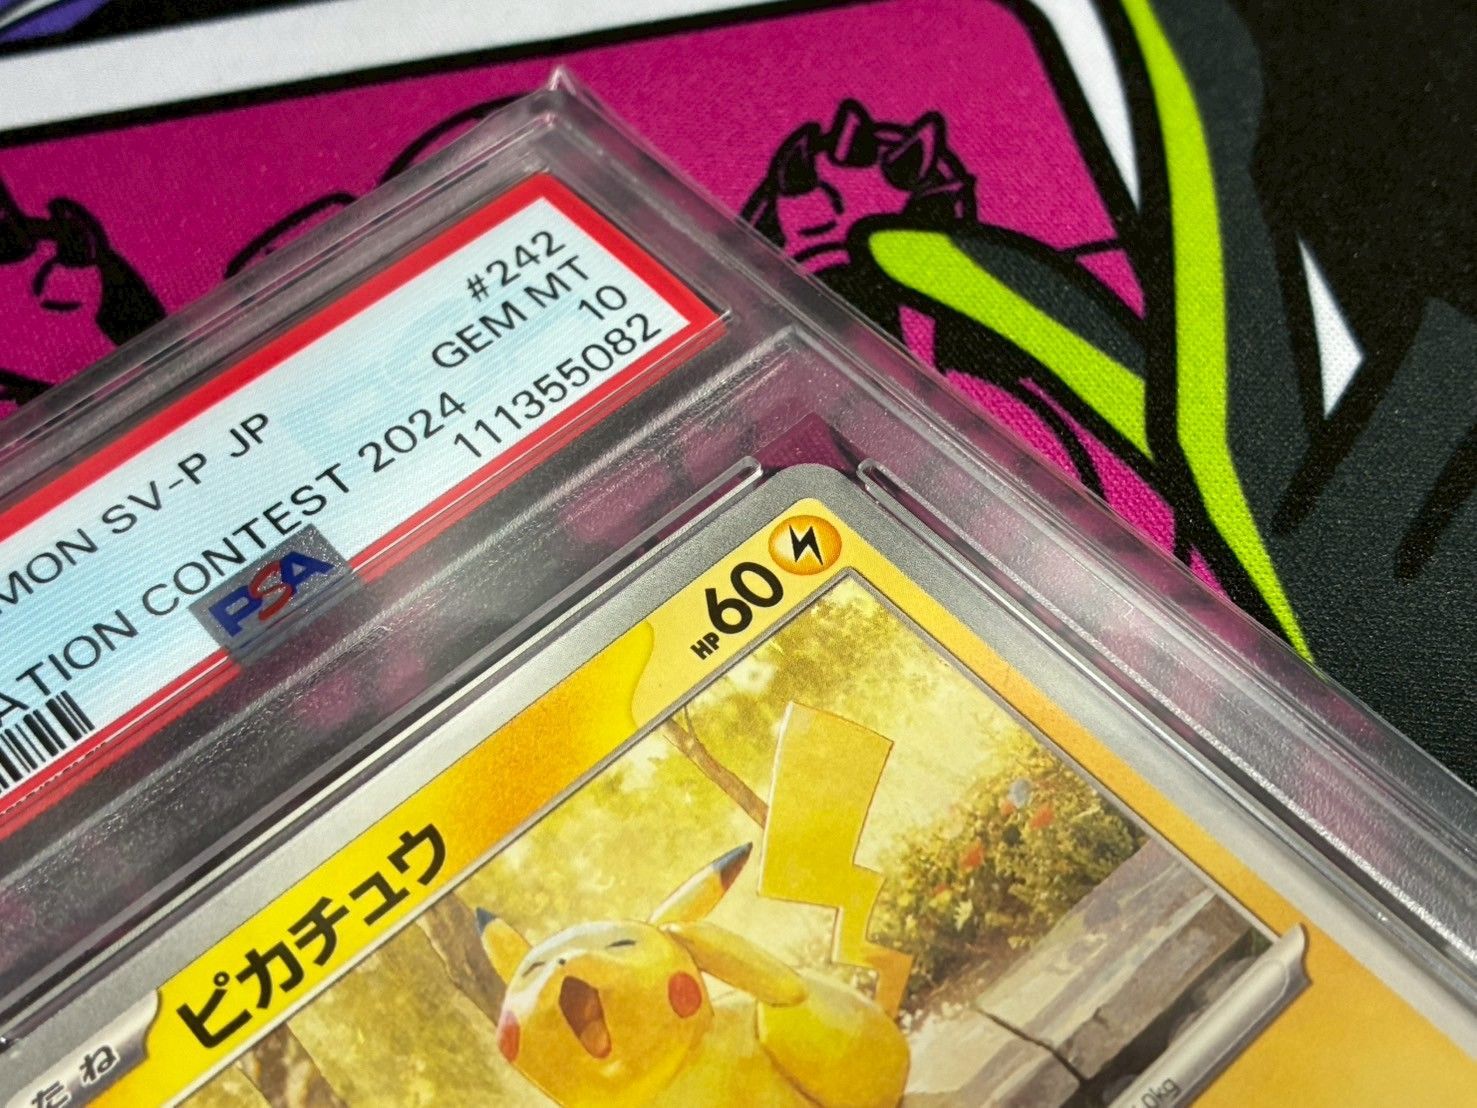 #242
MON SV-P JP GEM MT
ATION CONTEST 2024 10
111355082
PSA
HP60
ピカチュウ
たね